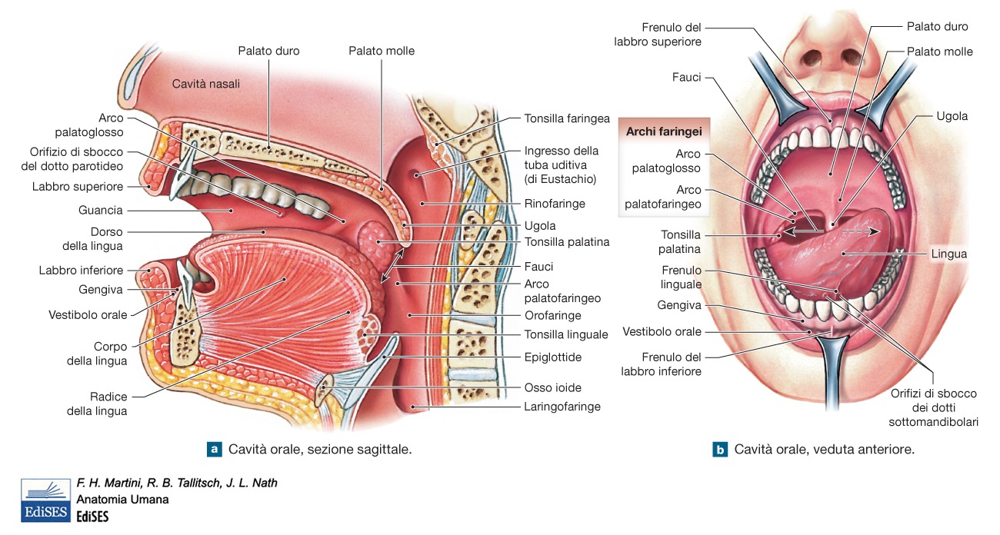 Palato duro
Palato molle
Cavità nasali
Arco
palatoglosso
Orifizio di sbocco
del dotto parotideo
Labbro superiore
Guancia
Dorso
della lingua
Labbro inferiore
Gengiva
Vestibolo orale
Corpo
della lingua
Radice
della lingua
Tonsilla faringea
Ingresso della
tuba uditiva
(di Eustachio)
Rinofaringe
Ugola
Tonsilla palatina
Fauci
Arco
palatofaringeo
Orofaringe
Tonsilla linguale
Epiglottide
Osso ioide
Laringofaringe
a Cavità orale, sezione sagittale.
Frenulo del
labbro superiore
Fauci
Archi faringei
Arco
palatoglosso
Arco
palatofaringeo
Tonsilla
palatina
Frenulo
linguale
Gengiva
Vestibolo orale
Frenulo del
labbro inferiore
Palato duro
Palato molle
Ugola
Lingua
Orifizi di sbocco
dei dotti
sottomandibolari
b Cavità orale, veduta anteriore.
F. H. Martini, R. B. Tallitsch, J. L. Nath
Anatomia Umana
EdiSES
EdiSES